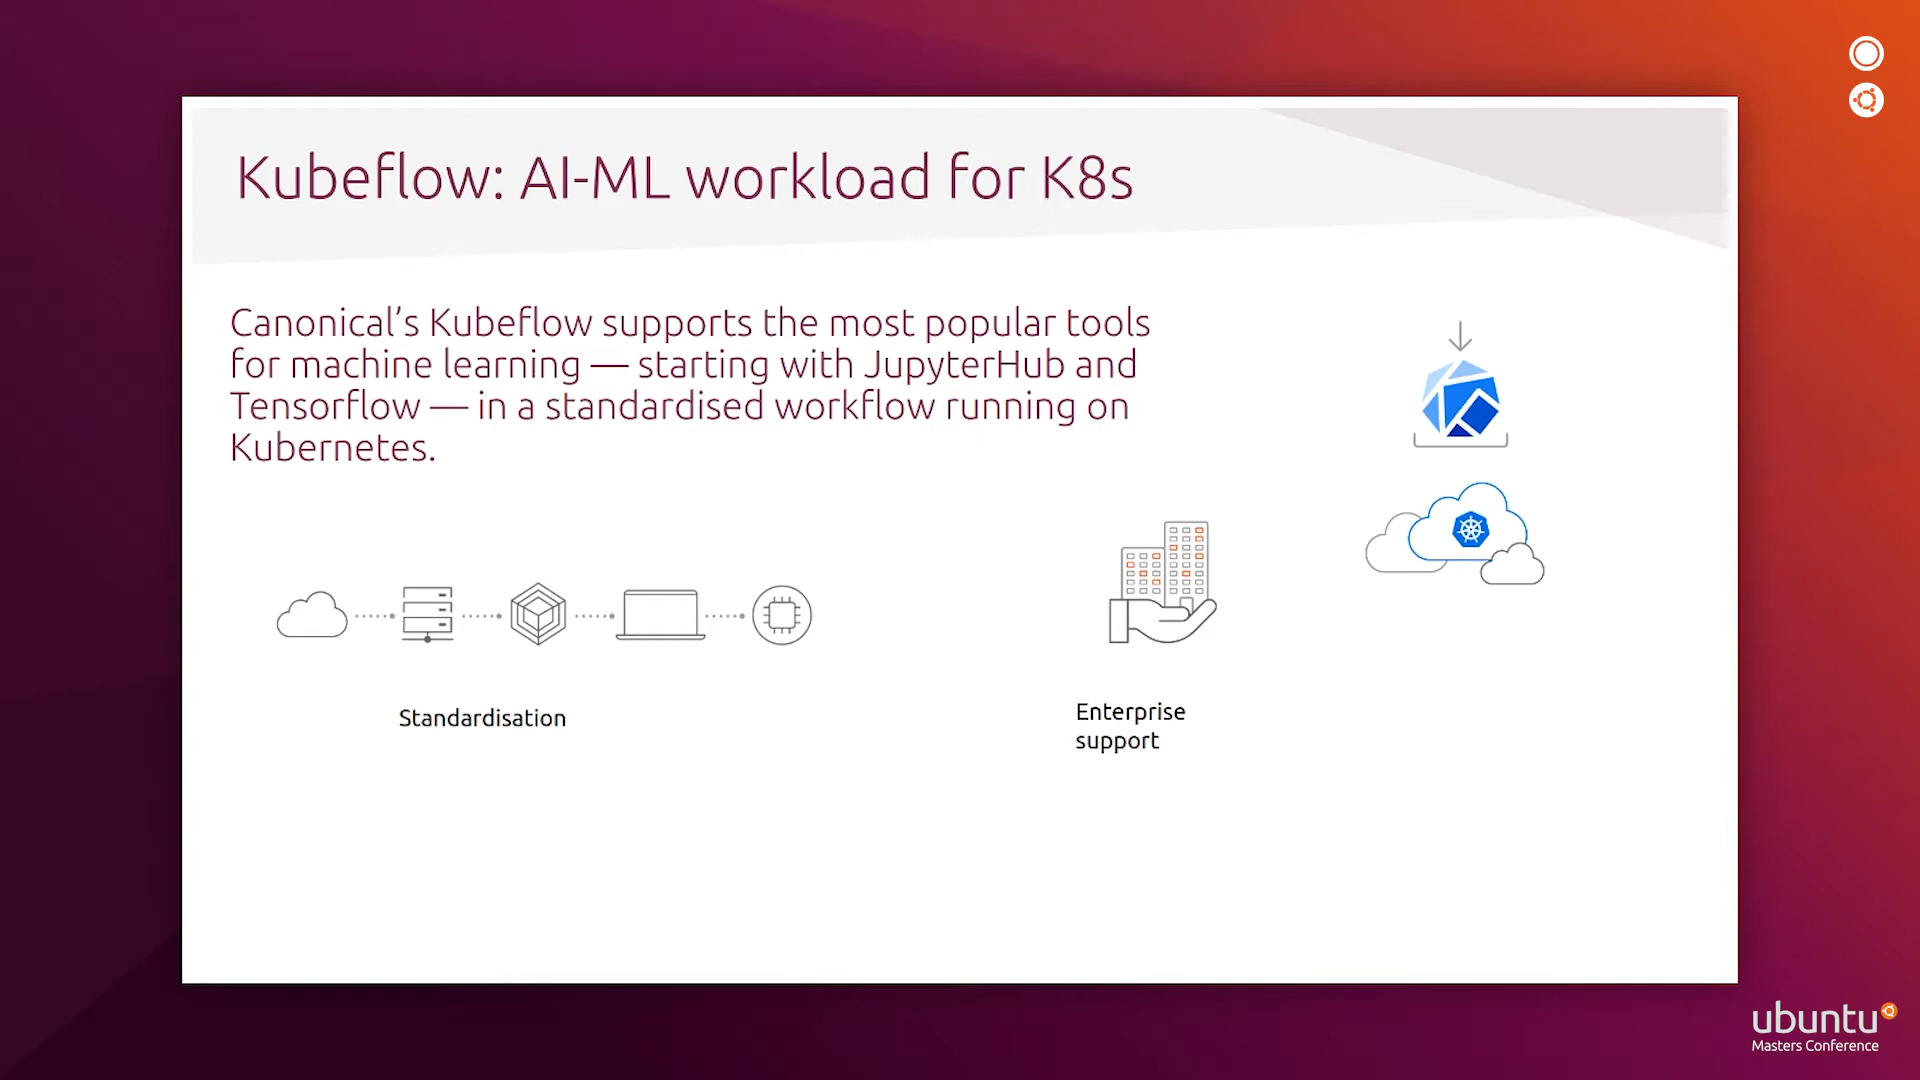 Kubeflow: AI-ML workload for K8s
Canonical’s Kubeflow supports the most popular tools
for machine learning — starting with JupyterHub and
Tensorflow — in a standardised workflow running on
Kubernetes.
Standardisation
Enterprise
support
ubuntu
Masters Conference